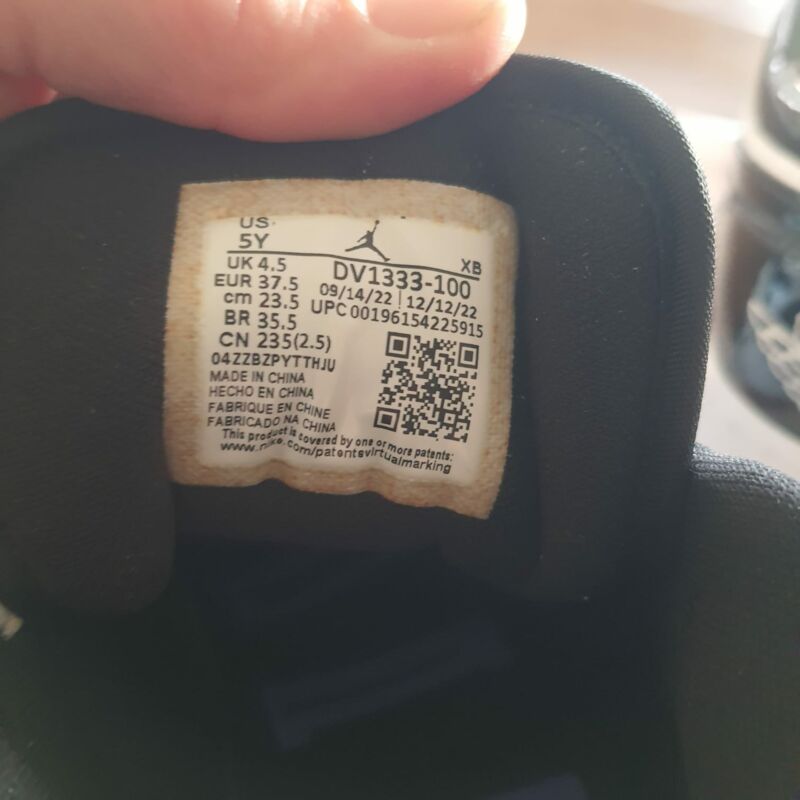 US
5Y
UK 4.5
EUR 37.5
cm 23.5
BR 35.5
CN 235(2.5)
XB
DV1333-100
09/14/22 | 12/12/22
UPC 00196154225915
04ZZBZPYTTHJU
MADE IN CHINA
HECHO EN CHINA
FABRIQUE EN CHINE
FABRICADO NA CHINA
This product is covered by one or more patents:
www.nike.com/patentsvirtualmarking